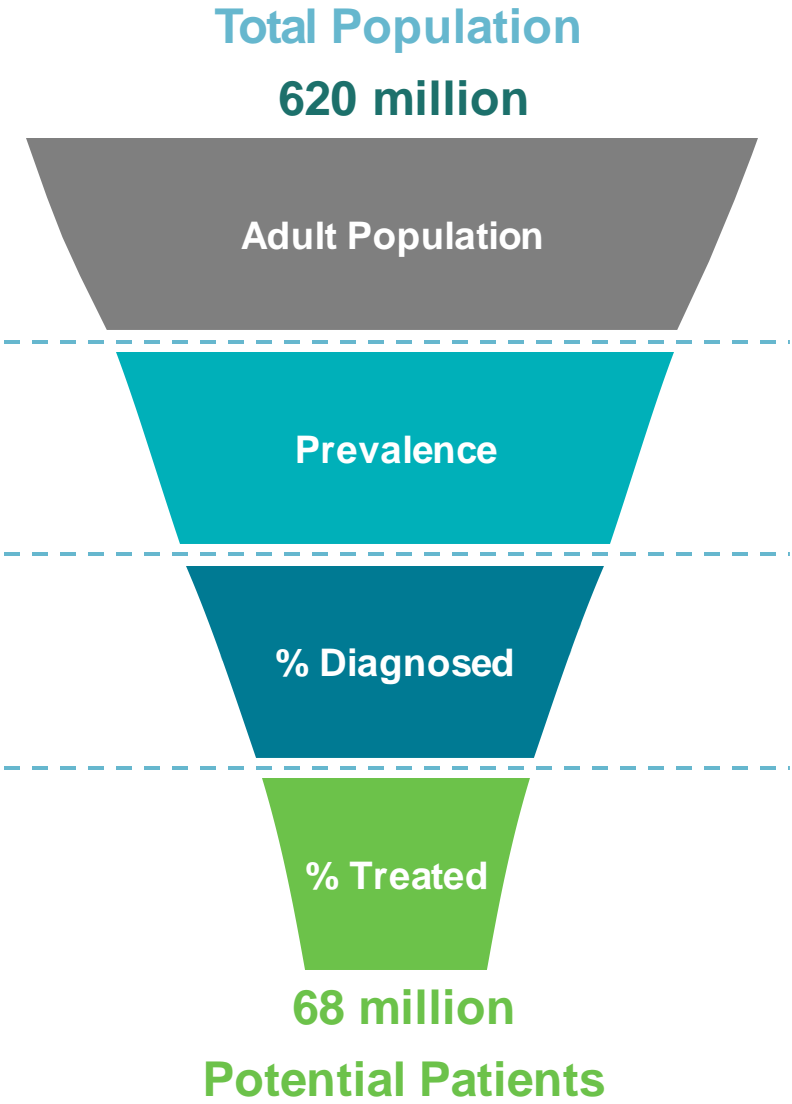 Total Population
620 million
Adult Population
Prevalence
% Diagnosed
% Treated
68 million
Potential Patients